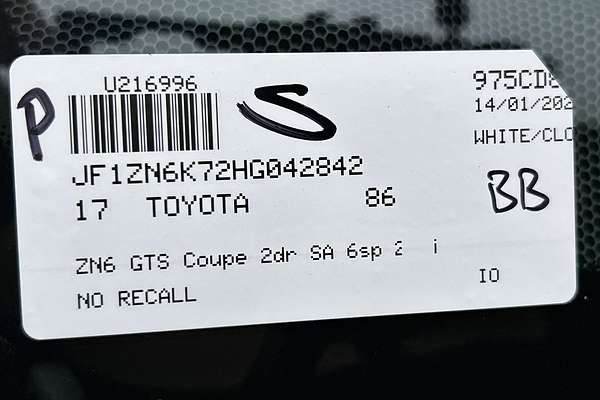 P
U216996
S
975CD8
14/01/202
WHITE/CLO
JF1ZN6K72HG042842
17 TOYOTA 86
BB
ZN6 GTS Coupe 2dr SA 6sp 2 i
NO RECALL
IO